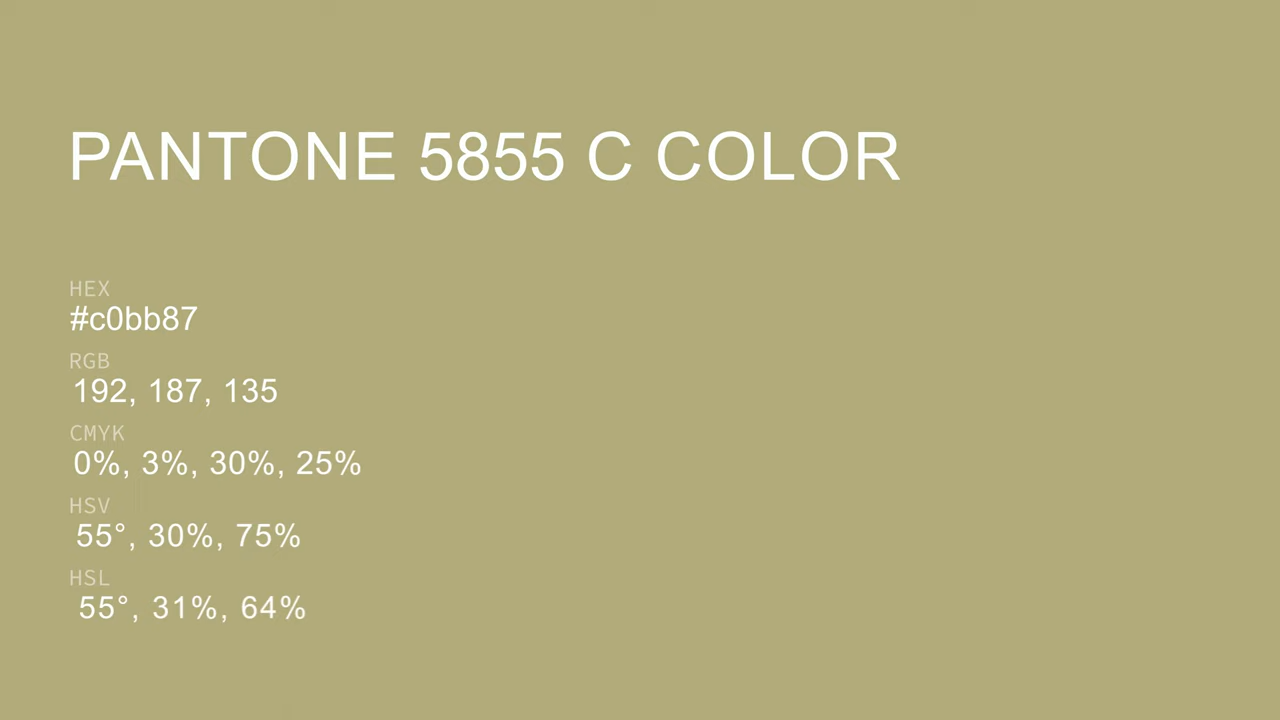 PANTONE 5855 C COLOR
HEX
#c0bb87
RGB
192, 187, 135
CMYK
0%, 3%, 30%, 25%
HSV
55°, 30%, 75%
HSL
55°, 31%, 64%